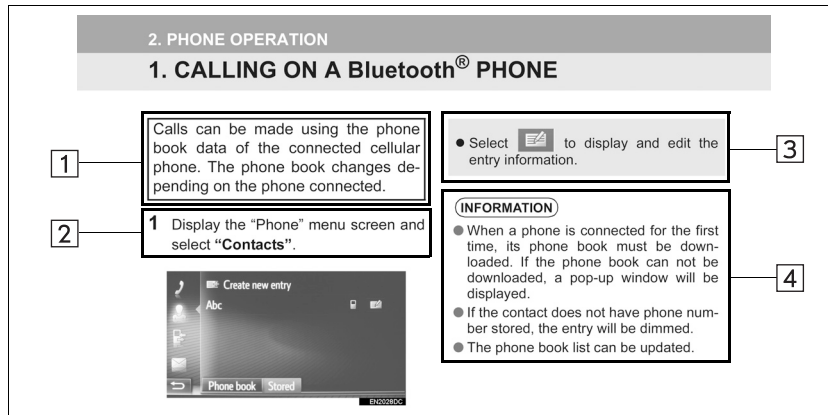 2. PHONE OPERATION
1. CALLING ON A Bluetooth® PHONE
1
Calls can be made using the phone
book data of the connected cellular
phone. The phone book changes de-
pending on the phone connected.
2
1 Display the “Phone” menu screen and
select “Contacts”.
Create new entry
Abc
Phone book Stored
EN2028DC
● Select to display and edit the
entry information.
3
INFORMATION
● When a phone is connected for the first
time, its phone book must be down-
loaded. If the phone book can not be
downloaded, a pop-up window will be
displayed.
● If the contact does not have phone num-
ber stored, the entry will be dimmed.
● The phone book list can be updated.
4